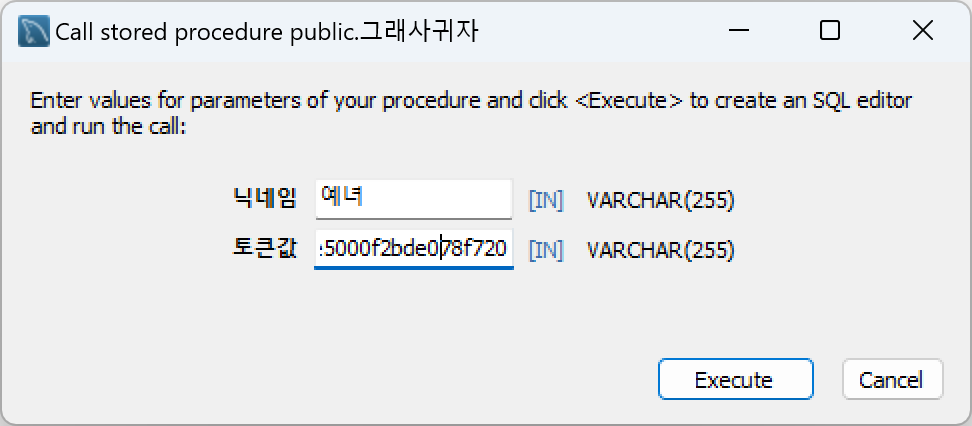 Call stored procedure public.그래사귀자
Enter values for parameters of your procedure and click <Execute> to create an SQL editor
and run the call:
닉네임 예녀 [IN] VARCHAR(255)
토큰값 :5000f2bde078f720 [IN] VARCHAR(255)
Execute Cancel